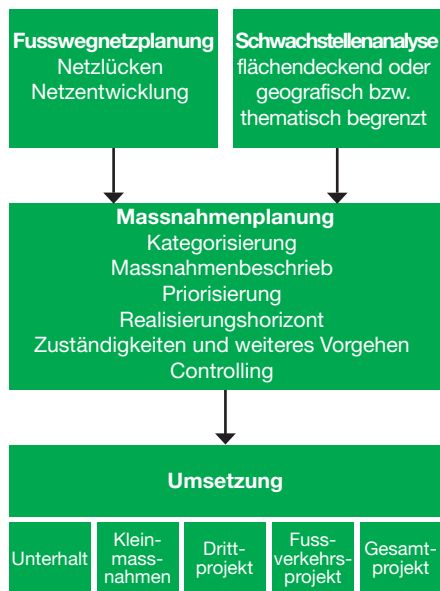 Fusswegnetzplanung
Netzlücken
Netzentwicklung
Schwachstellenanalyse
flächendeckend oder
geografisch bzw.
thematisch begrenzt
Massnahmenplanung
Kategorisierung
Massnahmenbeschrieb
Priorisierung
Realisierungshorizont
Zuständigkeiten und weiteres Vorgehen
Controlling
Umsetzung
Unterhalt
Klein-
mass-
nahmen
Dritt-
projekt
Fuss-
verkehrs-
projekt
Gesamt-
projekt